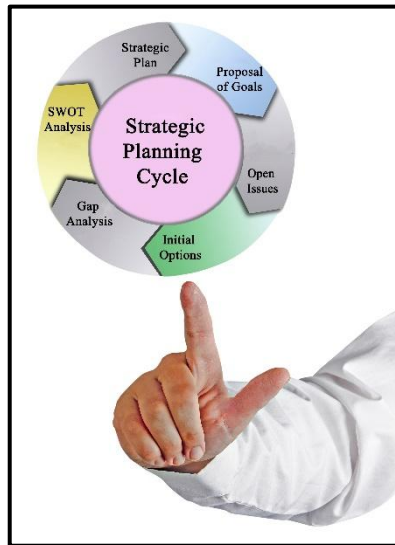 Strategic
Plan
Proposal
of Goals
SWOT
Analysis
Strategic
Planning
Cycle
Open
Issues
Gap
Analysis
Initial
Options